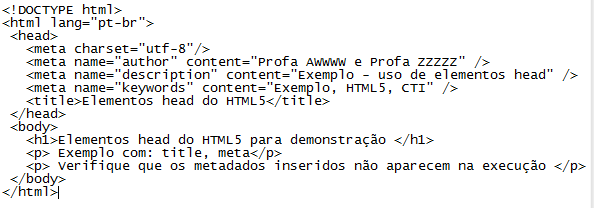 <!DOCTYPE html>
<html lang="pt-br">
<head>
<meta charset="utf-8"/>
<meta name="author" content="Profa AWWWW e Profa ZZZZZ" />
<meta name="description" content="Exemplo - uso de elementos head" />
<meta name="keywords" content="Exemplo, HTML5, CTI" />
<title>Elementos head do HTML5</title>
</head>
<body>
<h1>Elementos head do HTML5 para demonstração </h1>
<p> Exemplo com: title, meta</p>
<p> Verifique que os metadados inseridos não aparecem na execução </p>
</body>
</html>